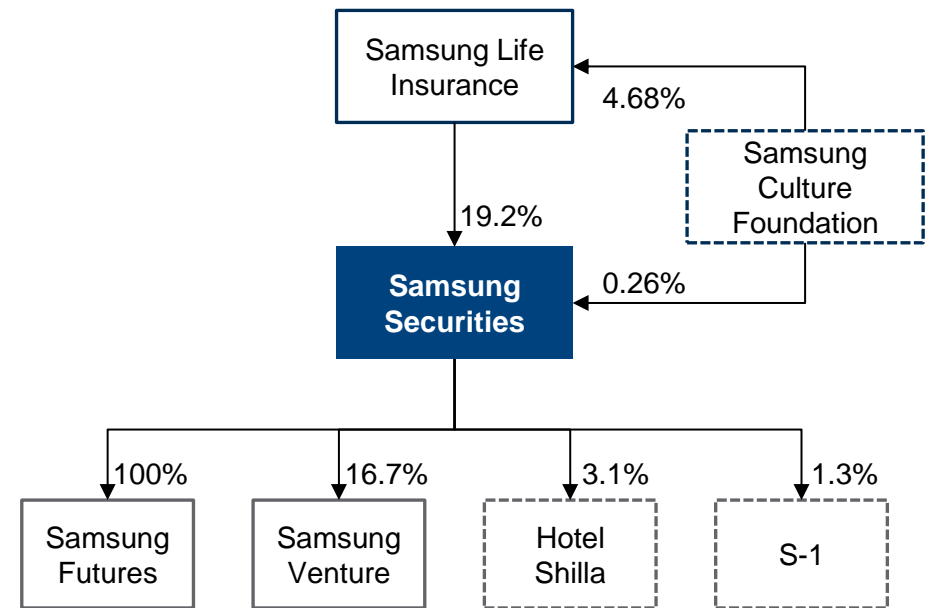 Samsung Life
Insurance
4.68%
Samsung
Culture
Foundation
19.2%
Samsung
Securities
0.26%
100%
16.7%
3.1%
1.3%
Samsung
Futures
Samsung
Venture
Hotel
Shilla
S-1